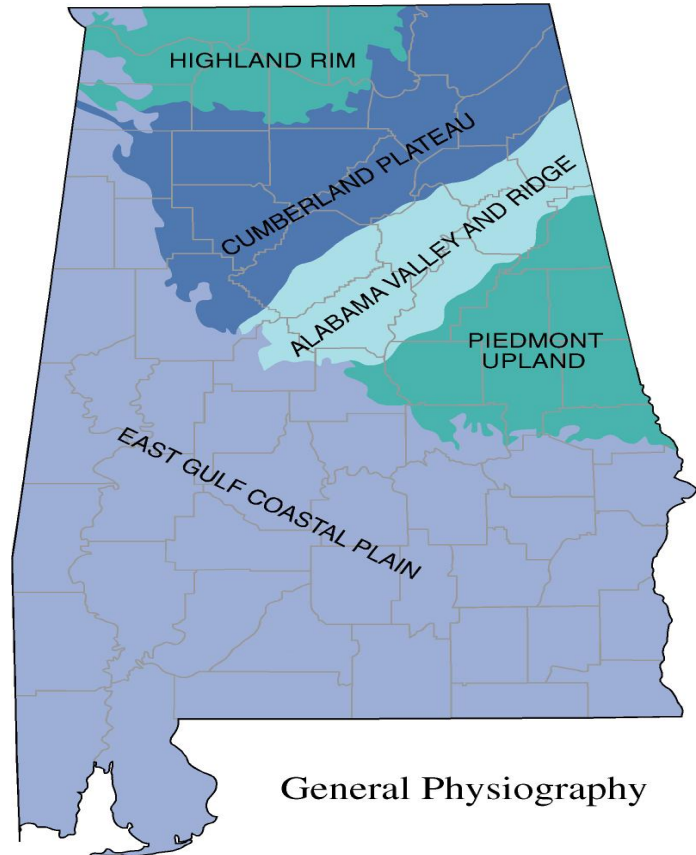 HIGHLAND RIM
CUMBERLAND PLATEAU
ALABAMA VALLEY AND RIDGE
PIEDMONT
UPLAND
EAST GULF COASTAL PLAIN
General Physiography